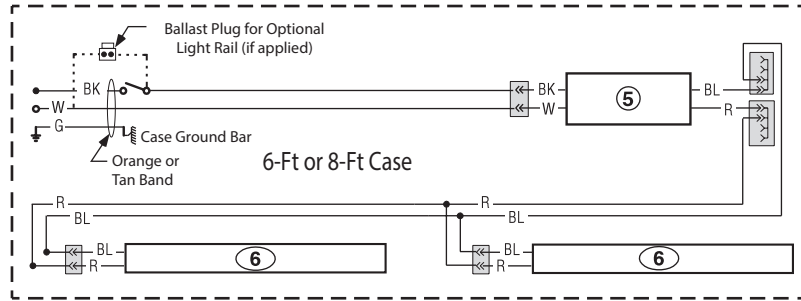 Ballast Plug for Optional
Light Rail (if applied)
BK
BK
BL
W
W
5
R
G
Case Ground Bar
Orange or
Tan Band
6-Ft or 8-Ft Case
R
R
BL
BL
BL
6
R
BL
6
R